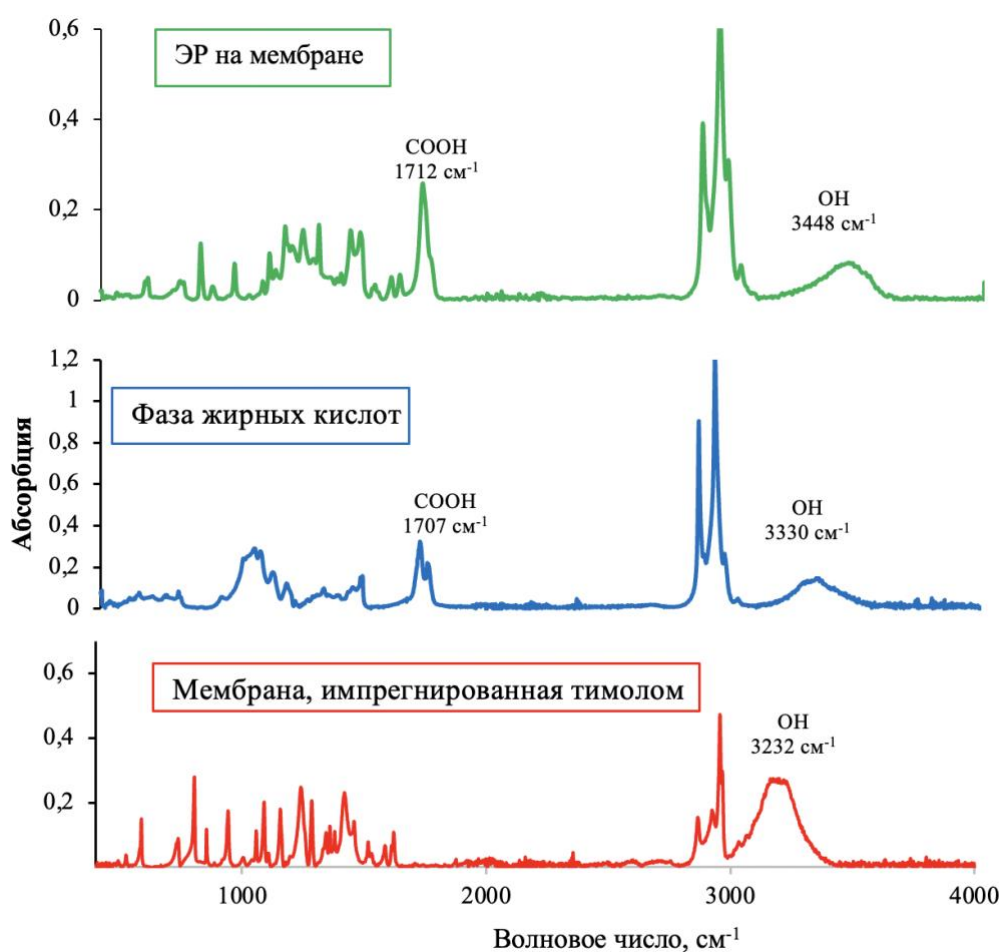 0,6
ЭР на мембране
0,4
COOH
1712 см⁻¹
0,2
OH
3448 см⁻¹
0
1,2
1
Фаза жирных кислот
0,8
0,6
COOH
1707 см⁻¹
OH
3330 см⁻¹
0,4
0,2
0
Абсорбция
0,6
Мембрана, импрегнированная тимолом
0,4
OH
3232 см⁻¹
0,2
1000 2000 3000 4000
Волновое число, см⁻¹